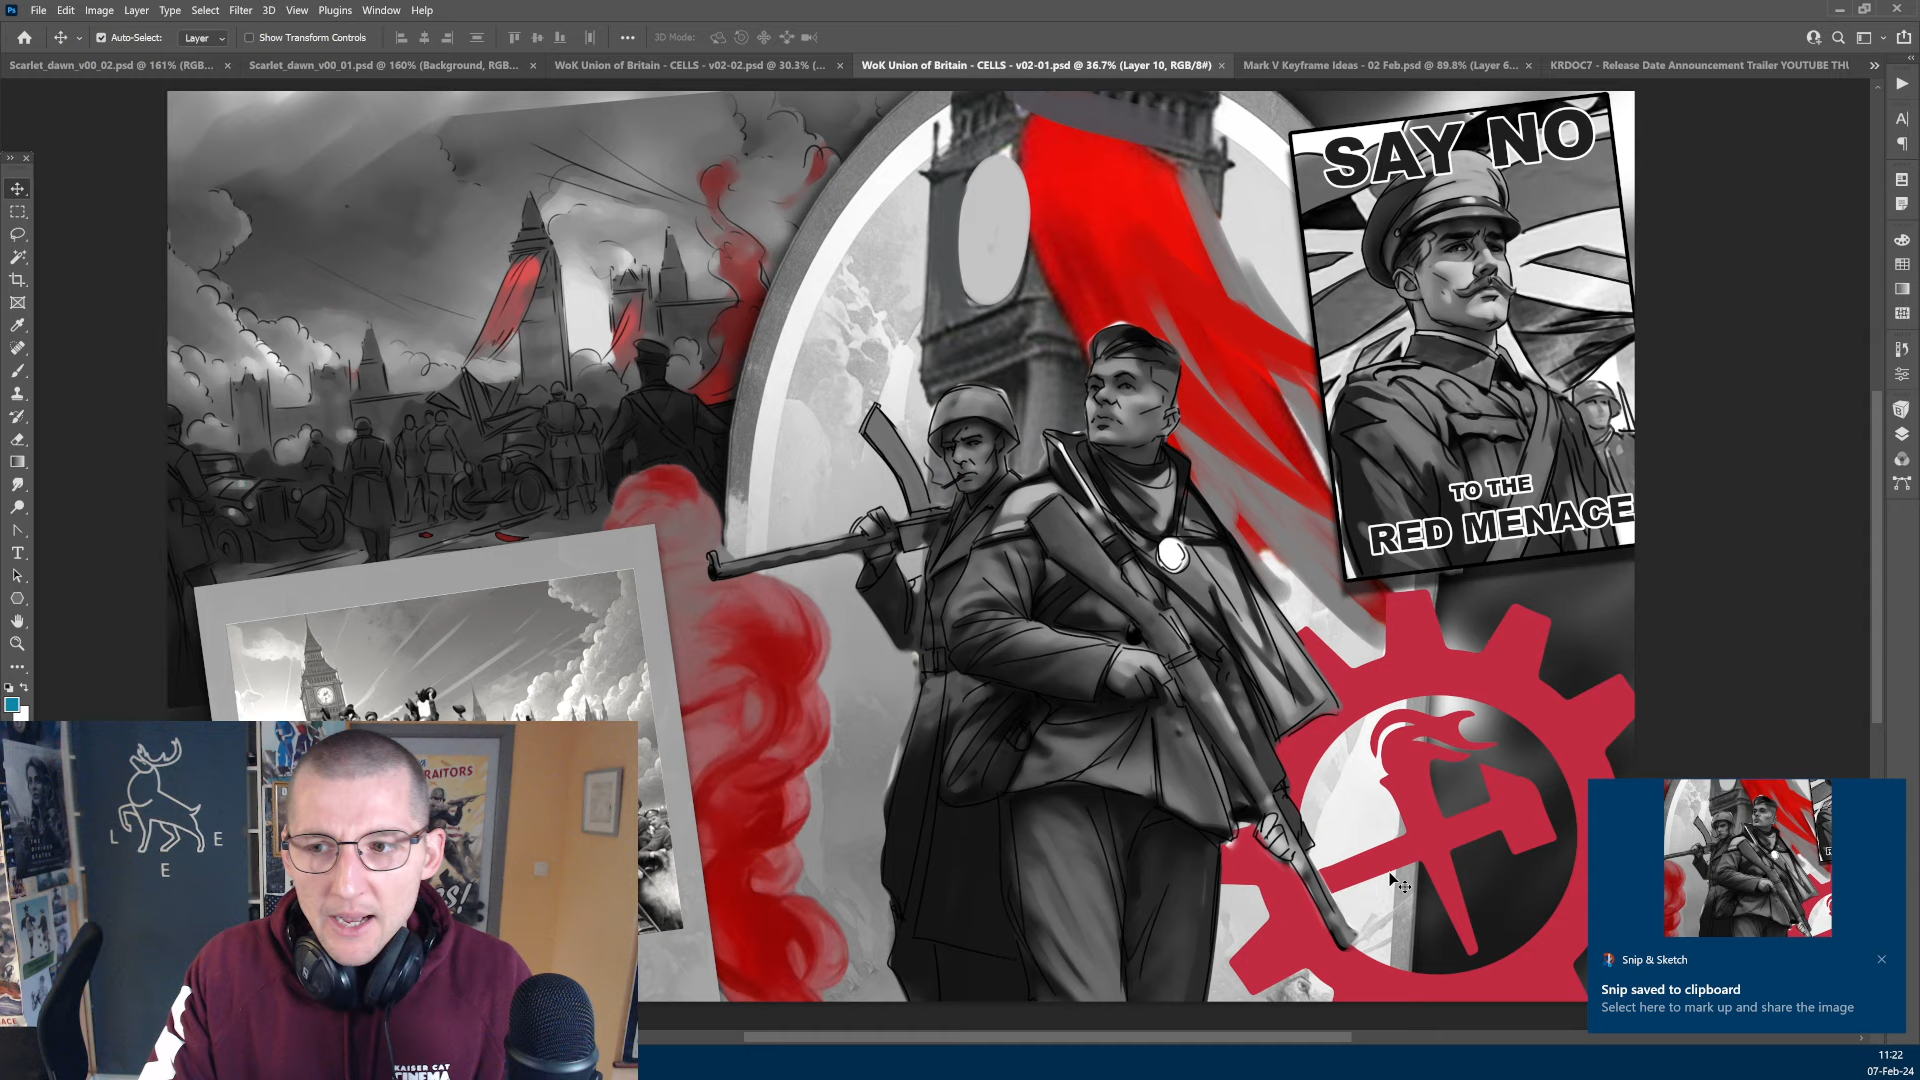 File Edit Image Layer Type Select Filter 3D View Plugins Window Help
Auto-Select: Layer Show Transform Controls 3D Mode:
Scarlet_dawn_v00_02.psd @ 161% (RGB...
Scarlet_dawn_v00_01.psd @ 160% (Background, RGB...
WoK Union of Britain - CELLS - v02-02.psd @ 30.3% (...
WoK Union of Britain - CELLS - v02-01.psd @ 36.7% (Layer 10, RGB/8#)
Mark V Keyframe Ideas - 02 Feb.psd @ 89.8% (Layer 6...
KRDOC7 - Release Date Announcement Trailer YOUTUBE THU
SAY NO
TO THE
RED MENACE
RAITORS
L E
E
KAISER CAT
CINEMA
Snip & Sketch
Snip saved to clipboard
Select here to mark up and share the image
11:22
07-Feb-24